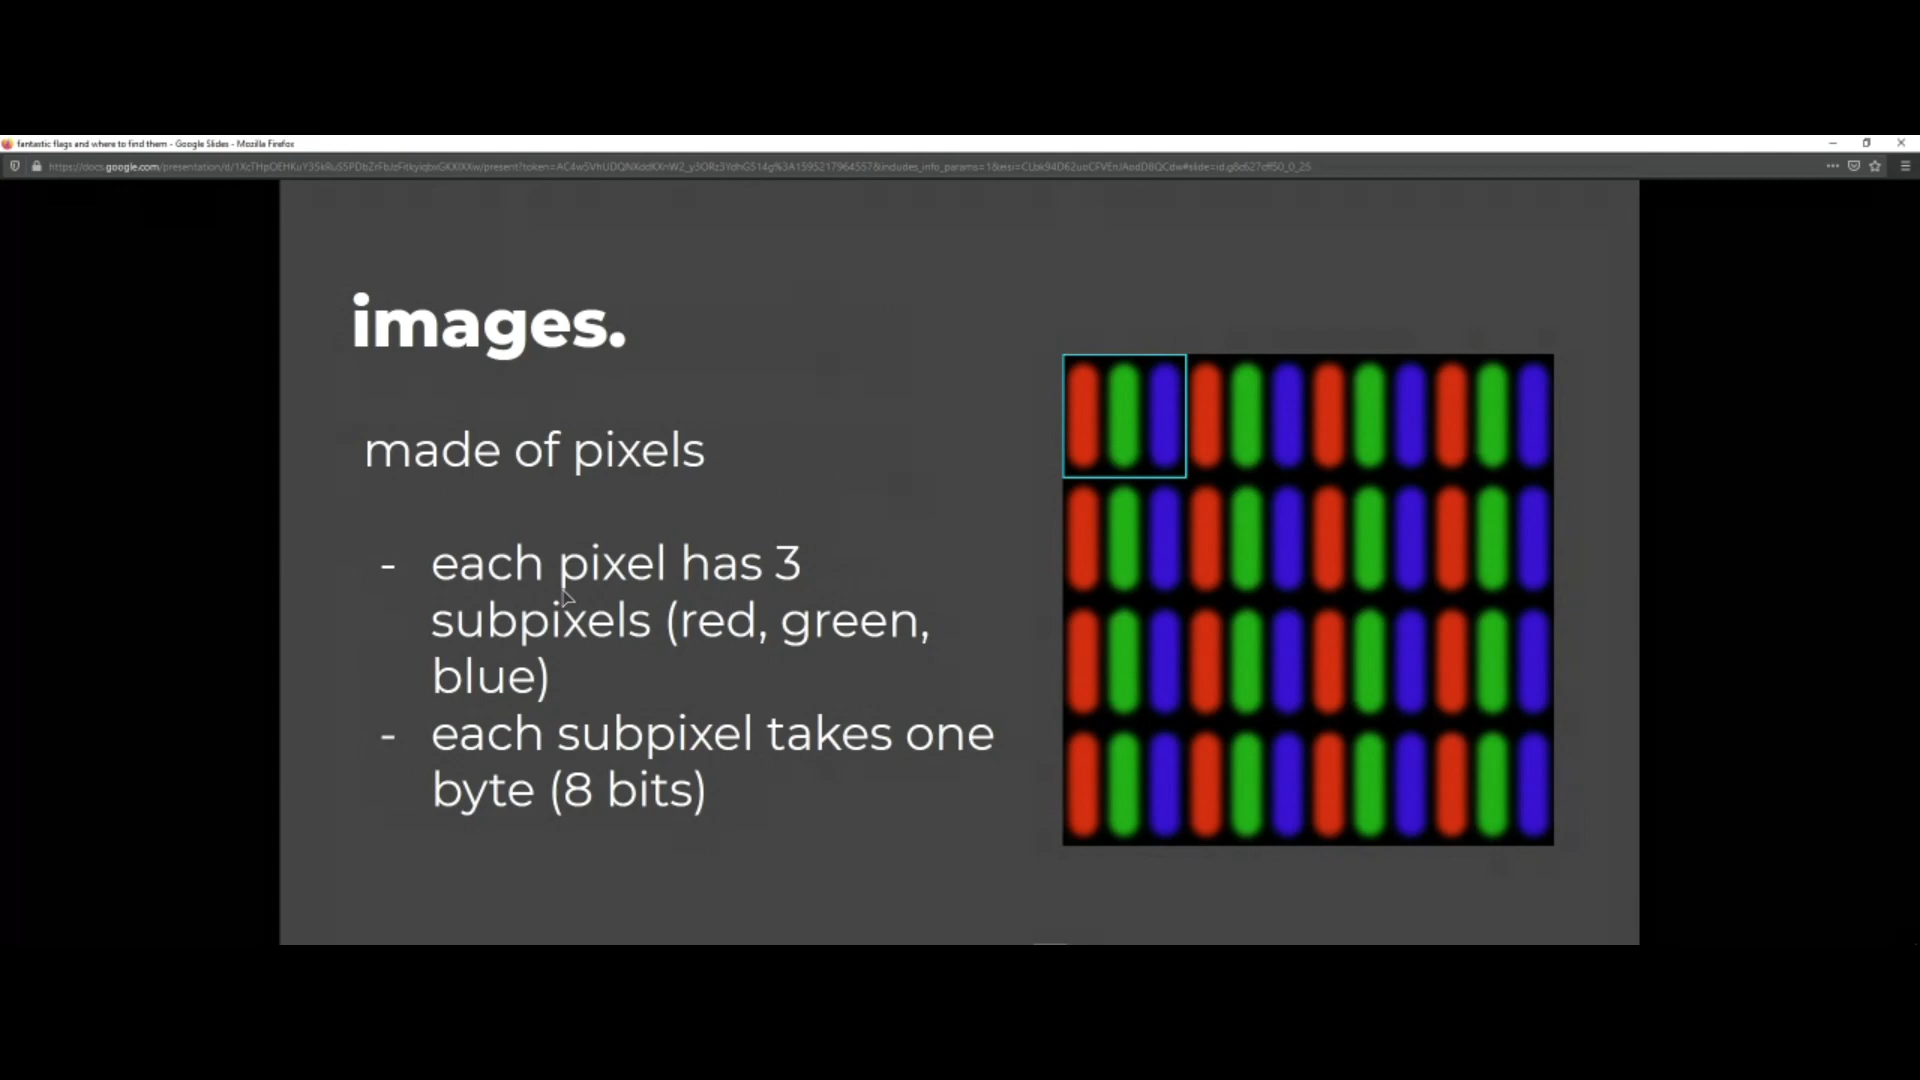 fantastic flags and where to find them - Google Slides - Mozilla Firefox
images.
made of pixels
- each pixel has 3
subpixels (red, green,
blue)
- each subpixel takes one
byte (8 bits)